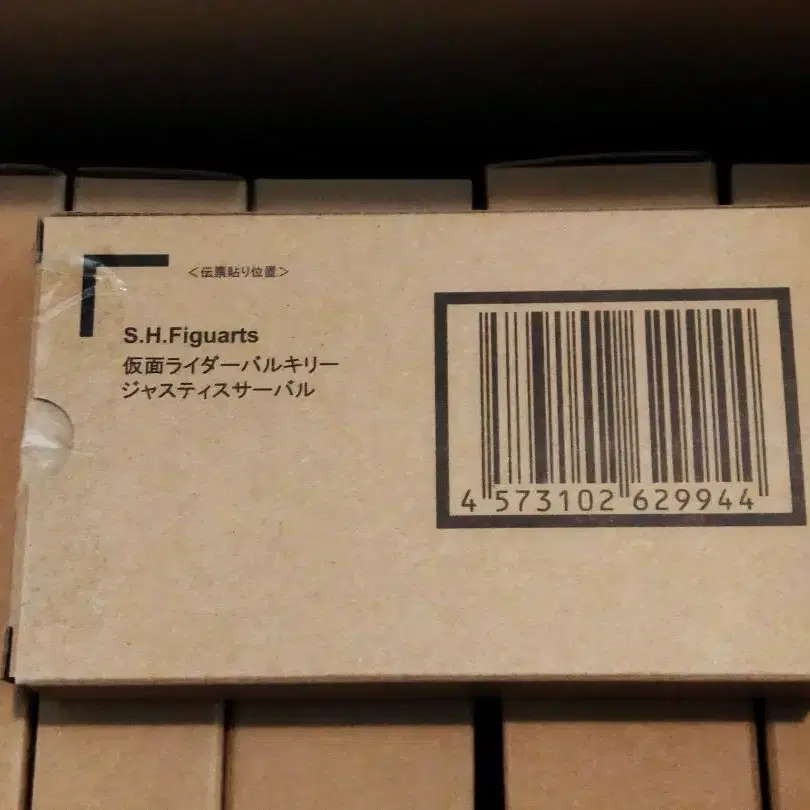 ＜伝票貼り位置＞
S.H.Figuarts
仮面ライダーバルキリー
ジャスティスサーバル
4 573102 629944